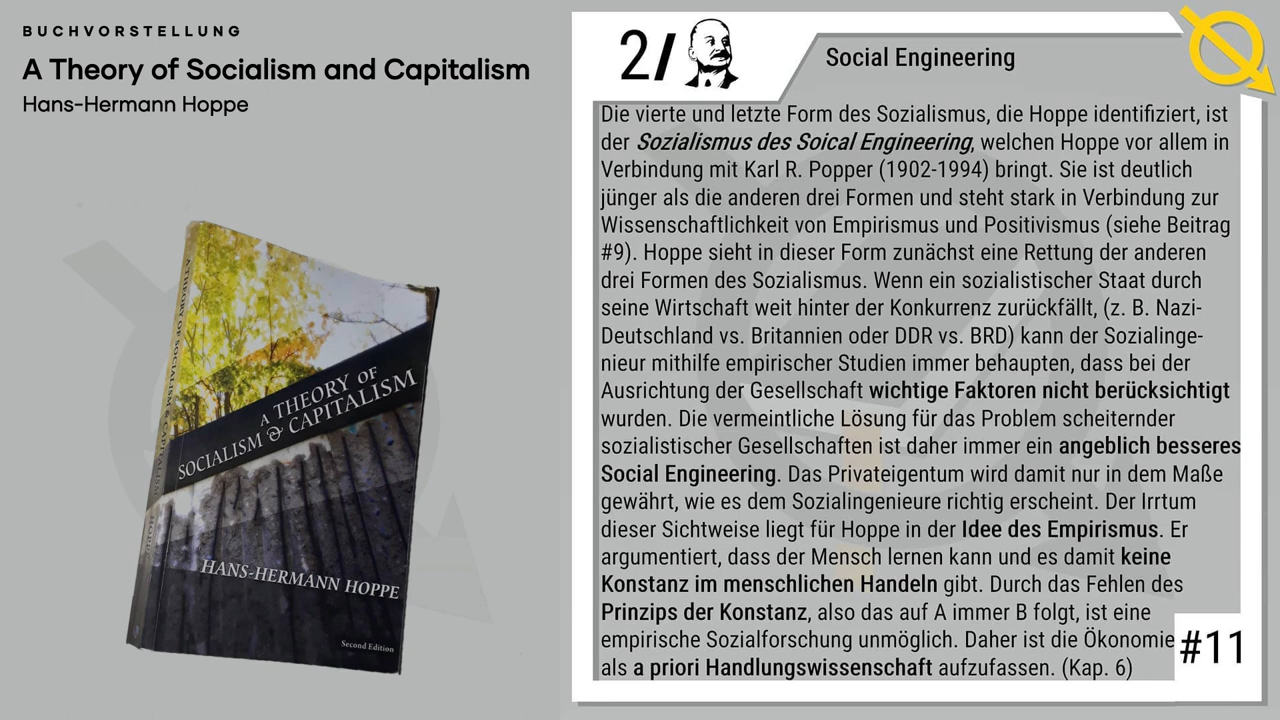 BUCHVORSTELLUNG
A Theory of Socialism and Capitalism
Hans-Hermann Hoppe
A THEORY OF
SOCIALISM & CAPITALISM
HANS-HERMANN HOPPE
Second Edition
A THEORY OF SOCIALISM & CAPITALISM
2/
Social Engineering
Die vierte und letzte Form des Sozialismus, die Hoppe identifiziert, ist
der Sozialismus des Soical Engineering, welchen Hoppe vor allem in
Verbindung mit Karl R. Popper (1902-1994) bringt. Sie ist deutlich
jünger als die anderen drei Formen und steht stark in Verbindung zur
Wissenschaftlichkeit von Empirismus und Positivismus (siehe Beitrag
#9). Hoppe sieht in dieser Form zunächst eine Rettung der anderen
drei Formen des Sozialismus. Wenn ein sozialistischer Staat durch
seine Wirtschaft weit hinter der Konkurrenz zurückfällt, (z. B. Nazi-
Deutschland vs. Britannien oder DDR vs. BRD) kann der Sozialinge-
nieur mithilfe empirischer Studien immer behaupten, dass bei der
Ausrichtung der Gesellschaft wichtige Faktoren nicht berücksichtigt
wurden. Die vermeintliche Lösung für das Problem scheiternder
sozialistischer Gesellschaften ist daher immer ein angeblich besseres
Social Engineering. Das Privateigentum wird damit nur in dem Maße
gewährt, wie es dem Sozialingenieure richtig erscheint. Der Irrtum
dieser Sichtweise liegt für Hoppe in der Idee des Empirismus. Er
argumentiert, dass der Mensch lernen kann und es damit keine
Konstanz im menschlichen Handeln gibt. Durch das Fehlen des
Prinzips der Konstanz, also das auf A immer B folgt, ist eine
empirische Sozialforschung unmöglich. Daher ist die Ökonomie
als a priori Handlungswissenschaft aufzufassen. (Kap. 6)
#11